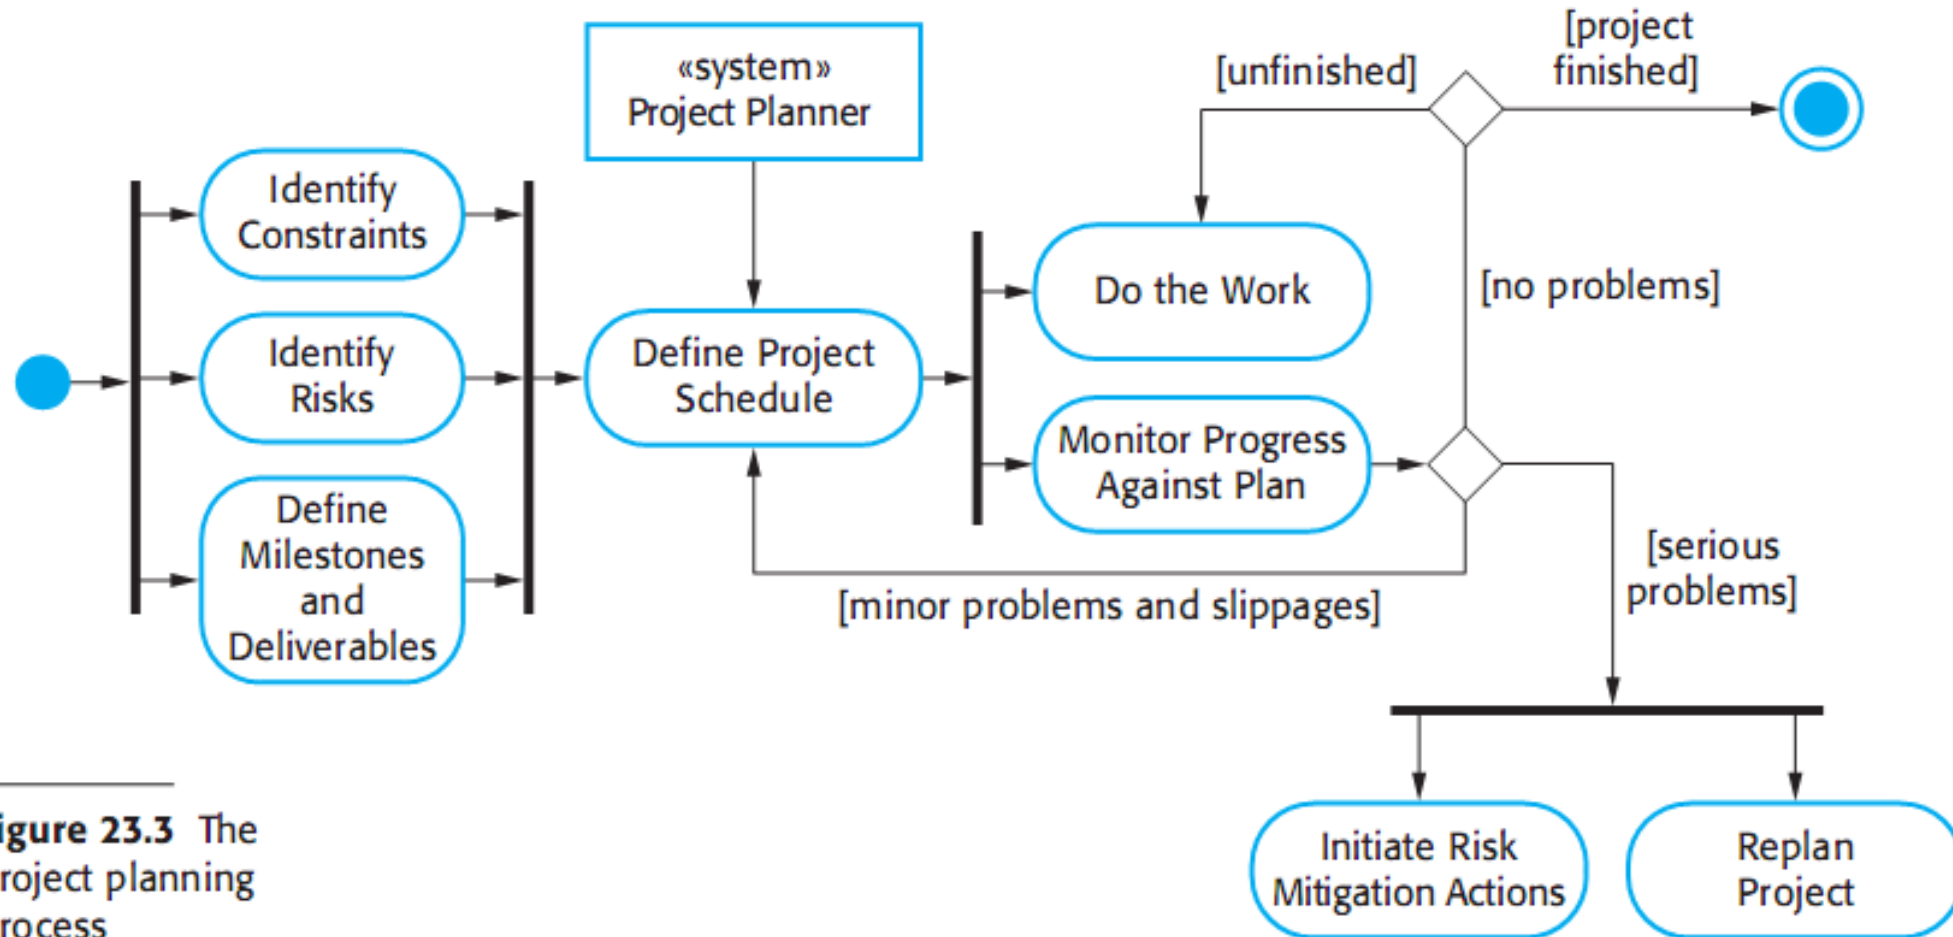 «system»
Project Planner
[unfinished]
[project
finished]
Identify
Constraints
Identify
Risks
Define
Milestones
and
Deliverables
Define Project
Schedule
Do the Work
Monitor Progress
Against Plan
[no problems]
[minor problems and slippages]
[serious
problems]
Initiate Risk
Mitigation Actions
Replan
Project
igure 23.3 The
roject planning
rocess